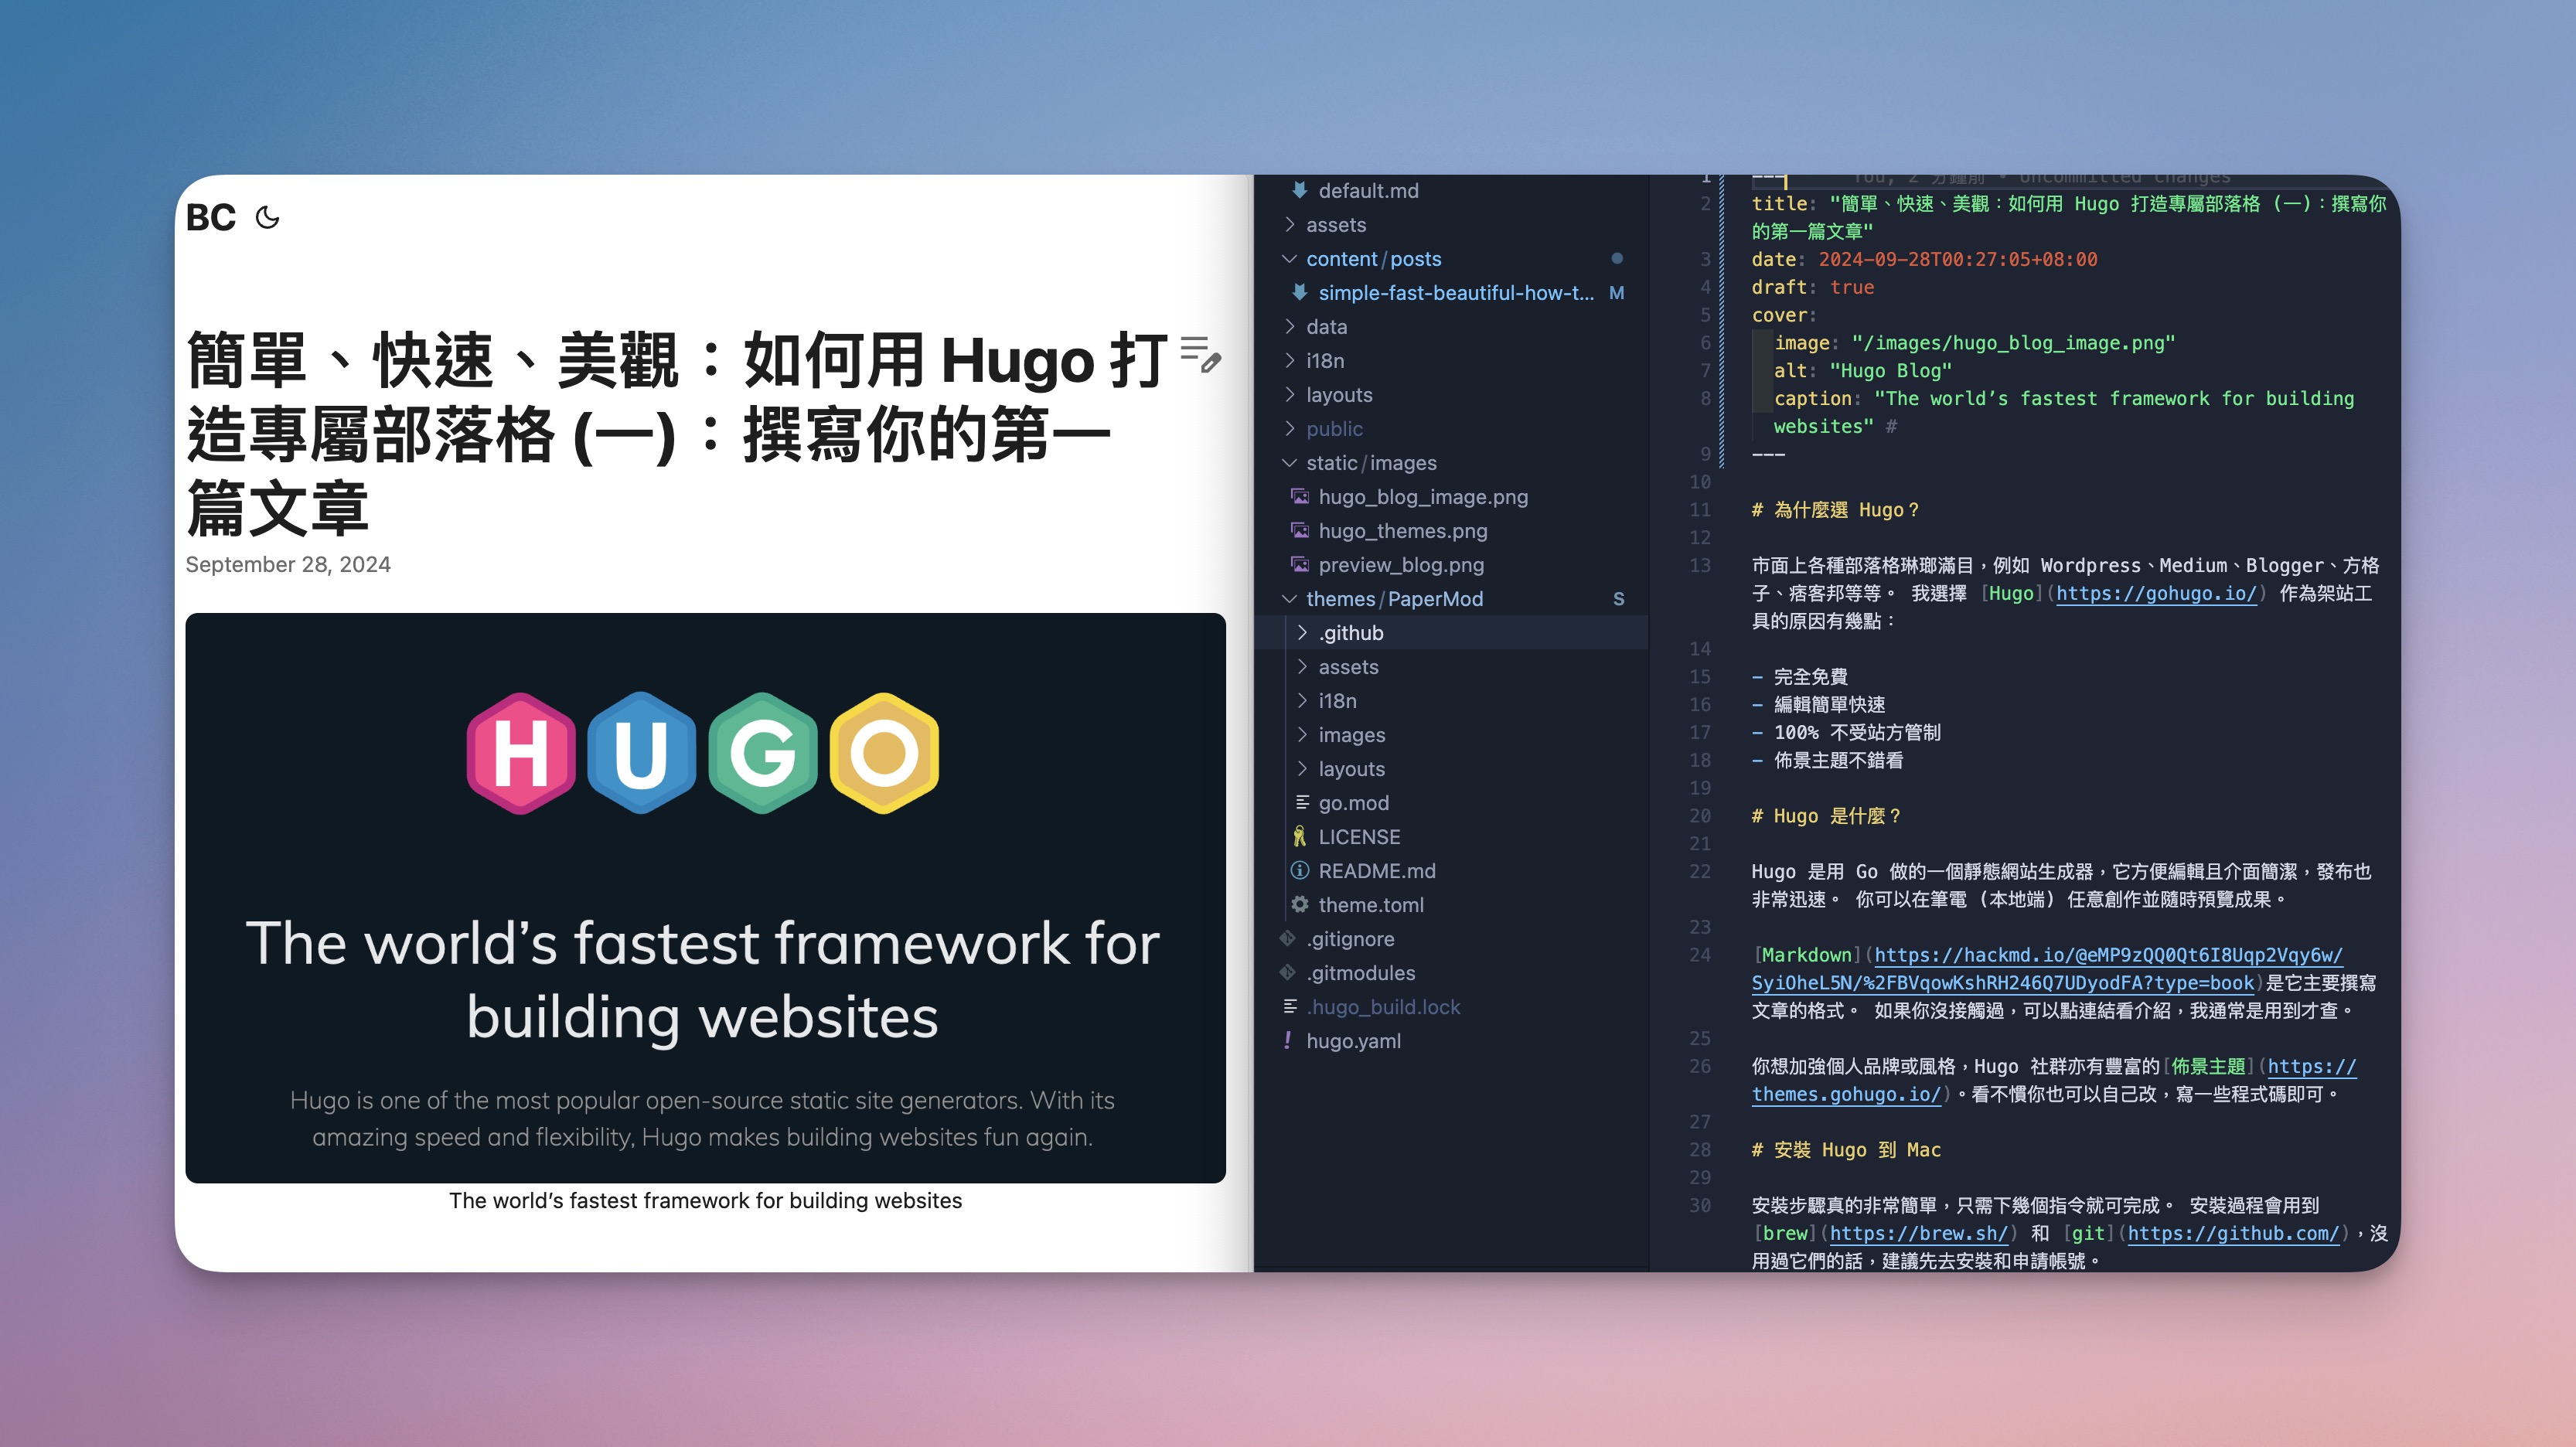 BC
簡單、快速、美觀：如何用 Hugo 打
造專屬部落格 (一)：撰寫你的第一
篇文章
September 28, 2024
HUGO
The world’s fastest framework for
building websites
Hugo is one of the most popular open-source static site generators. With its
amazing speed and flexibility, Hugo makes building websites fun again.
The world’s fastest framework for building websites
default.md
assets
content/posts
simple-fast-beautiful-how-t... M
data
i18n
layouts
public
static/images
hugo_blog_image.png
hugo_themes.png
preview_blog.png
themes/PaperMod S
.github
assets
i18n
images
layouts
go.mod
LICENSE
README.md
theme.toml
.gitignore
.gitmodules
.hugo_build.lock
hugo.yaml
1 --- You, 2 分鐘前 • Uncommitted changes
2 title: "簡單、快速、美觀：如何用 Hugo 打造專屬部落格 (一)：撰寫你
的第一篇文章"
3 date: 2024-09-28T00:27:05+08:00
4 draft: true
5 cover:
6 image: "/images/hugo_blog_image.png"
7 alt: "Hugo Blog"
8 caption: "The world’s fastest framework for building
websites" #
9 ---
10
11 # 為什麼選 Hugo？
12
13 市面上各種部落格琳瑯滿目，例如 Wordpress、Medium、Blogger、方格
子、痞客邦等等。 我選擇 [Hugo](https://gohugo.io/) 作為架站工
具的原因有幾點：
14
15 - 完全免費
16 - 編輯簡單快速
17 - 100% 不受站方管制
18 - 佈景主題不錯看
19
20 # Hugo 是什麼？
21
22 Hugo 是用 Go 做的一個靜態網站生成器，它方便編輯且介面簡潔，發布也
非常迅速。 你可以在筆電 (本地端) 任意創作並隨時預覽成果。
23
24 [Markdown](https://hackmd.io/@eMP9zQQ0Qt6I8Uqp2Vqy6w/
SyiOheL5N/%2FBVqowKshRH246Q7UDyodFA?type=book)是它主要撰寫
文章的格式。 如果你沒接觸過，可以點連結看介紹，我通常是用到才查。
25
26 你想加強個人品牌或風格，Hugo 社群亦有豐富的[佈景主題](https://
themes.gohugo.io/)。看不慣你也可以自己改，寫一些程式碼即可。
27
28 # 安裝 Hugo 到 Mac
29
30 安裝步驟真的非常簡單，只需下幾個指令就可完成。 安裝過程會用到
[brew](https://brew.sh/) 和 [git](https://github.com/)，沒
用過它們的話，建議先去安裝和申請帳號。